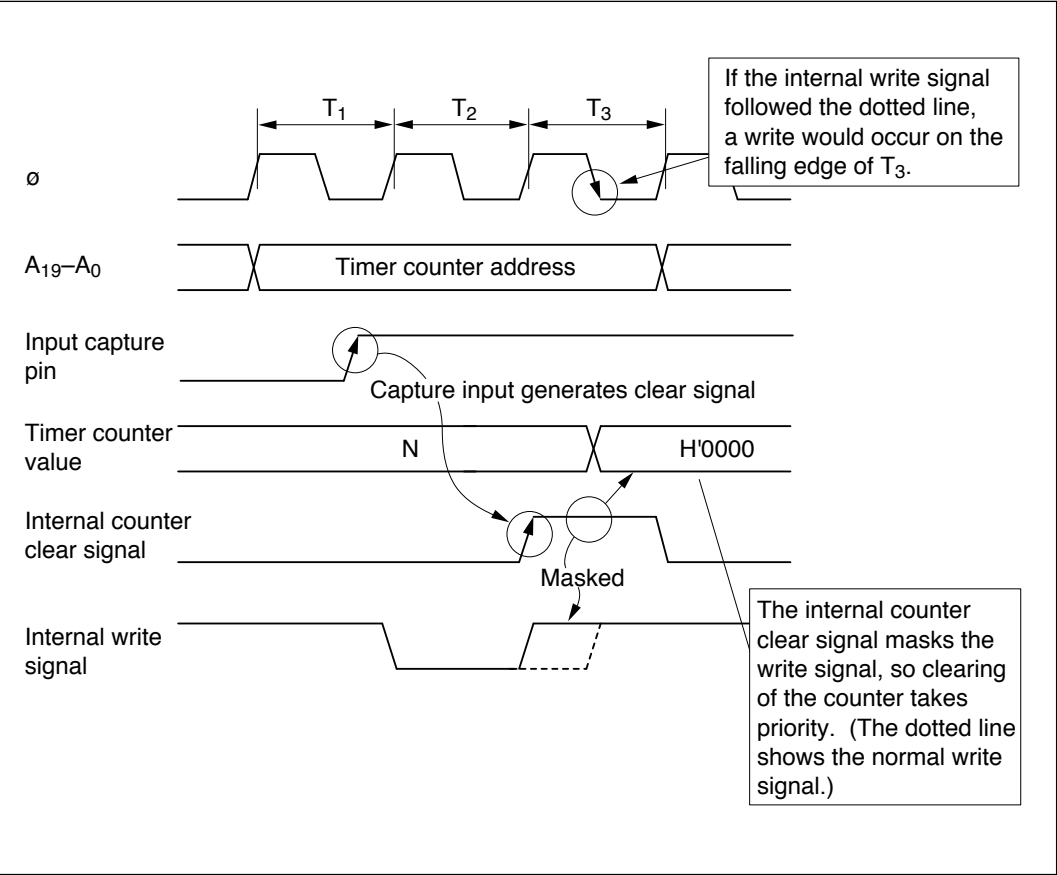 If the internal write signal
followed the dotted line,
a write would occur on the
falling edge of T3.
T1
T2
T3
ø
A19–A0
Timer counter address
Input capture
pin
Capture input generates clear signal
Timer counter
value
N
H'0000
Internal counter
clear signal
Masked
Internal write
signal
The internal counter
clear signal masks the
write signal, so clearing
of the counter takes
priority.  (The dotted line
shows the normal write
signal.)